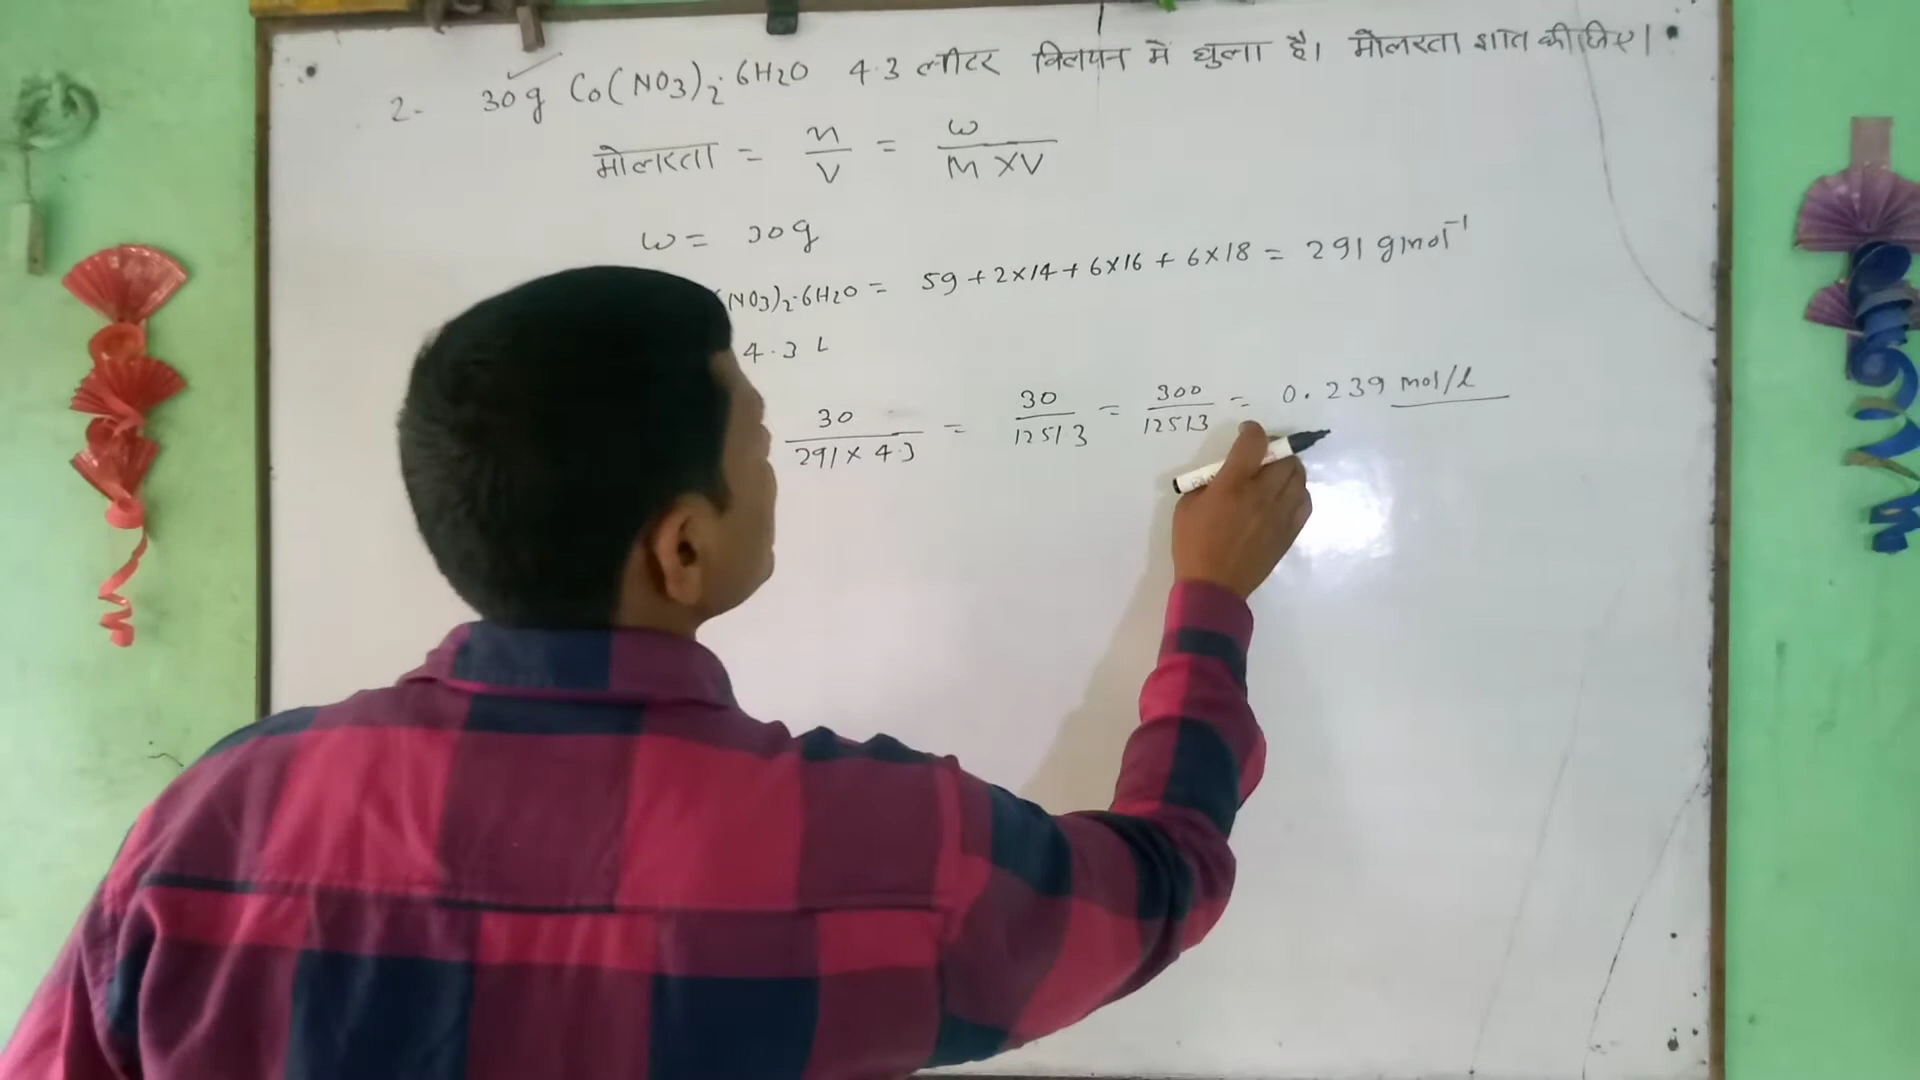 2- 30g Co(NO3)2·6H2O 4.3 लीटर विलयन में घुला है। मोलरता ज्ञात कीजिए।
मोलरता = n/V = w/M×V
w = 30g
(NO3)2·6H2O = 59+2×14+6×16+6×18 = 291 gmol⁻¹
4.3 L
30/291×4.3 = 30/1251.3 = 300/12513 = 0.239 mol/l